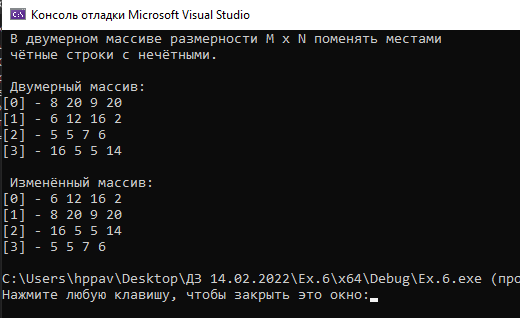 Консоль отладки Microsoft Visual Studio
В двумерном массиве размерности M x N поменять местами
чётные строки с нечётными.
Двумерный массив:
[0] - 8 20 9 20
[1] - 6 12 16 2
[2] - 5 5 7 6
[3] - 16 5 5 14
Изменённый массив:
[0] - 6 12 16 2
[1] - 8 20 9 20
[2] - 16 5 5 14
[3] - 5 5 7 6
C:\Users\hppav\Desktop\ДЗ 14.02.2022\Ex.6\x64\Debug\Ex.6.exe (про
Нажмите любую клавишу, чтобы закрыть это окно: